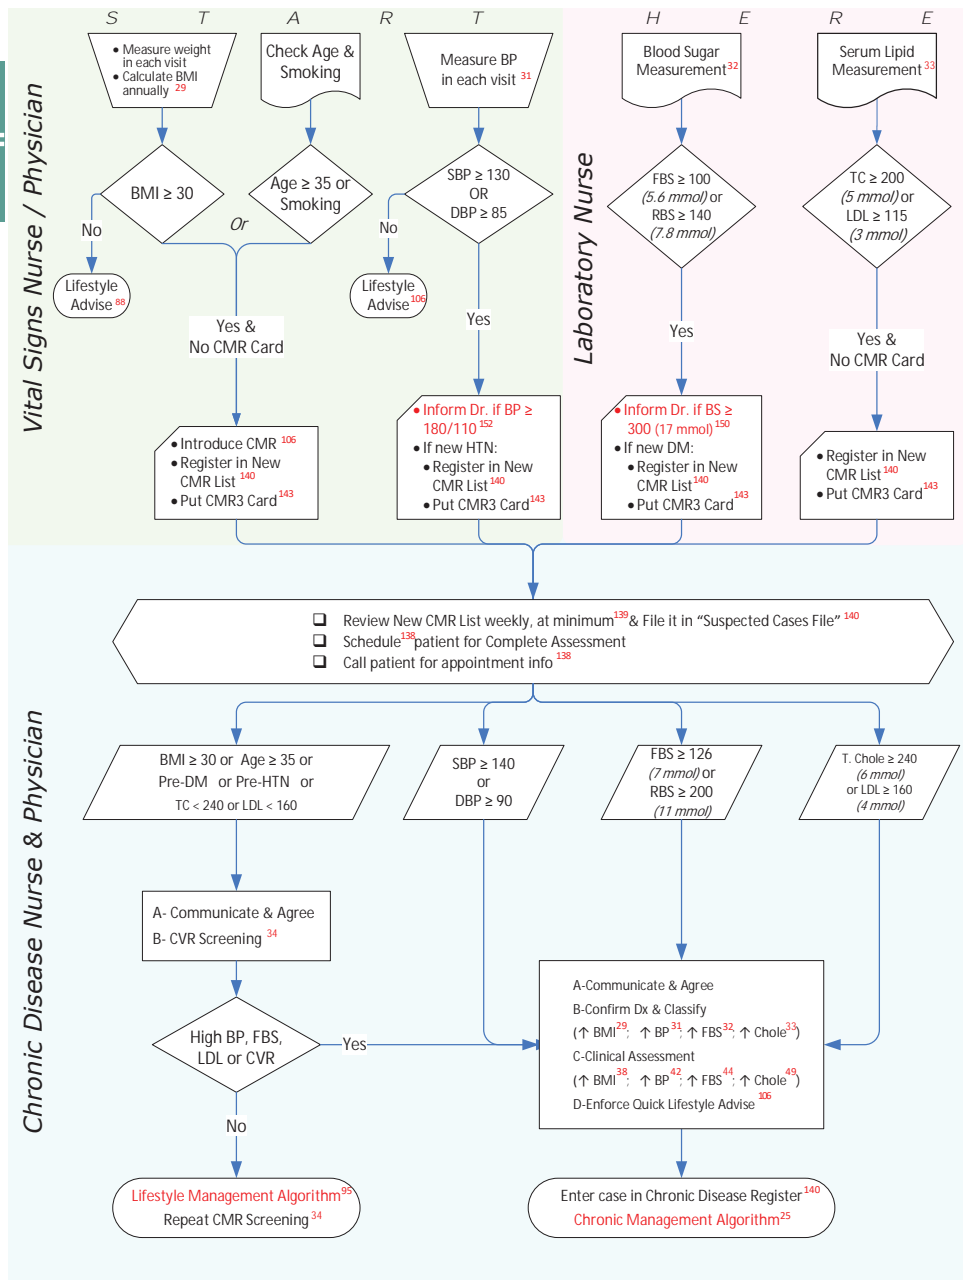 S T A R T H E R E
Vital Signs Nurse / Physician
• Measure weight
in each visit
• Calculate BMI
annually 29
Check Age &
Smoking
Measure BP
in each visit 31
Blood Sugar
Measurement 32
Serum Lipid
Measurement 33
Laboratory Nurse
BMI ≥ 30
Age ≥ 35 or
Smoking
SBP ≥ 130
OR
DBP ≥ 85
FBS ≥ 100
(5.6 mmol) or
RBS ≥ 140
(7.8 mmol)
TC ≥ 200
(5 mmol) or
LDL ≥ 115
(3 mmol)
No
Or
No
Lifestyle
Advise 88
Lifestyle
Advise 106
Yes &
No CMR Card
Yes
Yes
Yes &
No CMR Card
• Introduce CMR 106
• Register in New
CMR List 140
• Put CMR3 Card 143
• Inform Dr. if BP ≥
180/110 152
• If new HTN:
• Register in New
CMR List 140
• Put CMR3 Card 143
• Inform Dr. if BS ≥
300 (17 mmol) 150
• If new DM:
• Register in New
CMR List 140
• Put CMR3 Card 143
• Register in New
CMR List 140
• Put CMR3 Card 143
Chronic Disease Nurse & Physician
❑ Review New CMR List weekly, at minimum 139 & File it in “Suspected Cases File” 140
❑ Schedule 138 patient for Complete Assessment
❑ Call patient for appointment info 138
BMI ≥ 30 or Age ≥ 35 or
Pre-DM or Pre-HTN or
TC < 240 or LDL < 160
SBP ≥ 140
or
DBP ≥ 90
FBS ≥ 126
(7 mmol) or
RBS ≥ 200
(11 mmol)
T. Chole ≥ 240
(6 mmol)
or LDL ≥ 160
(4 mmol)
A- Communicate & Agree
B- CVR Screening 34
High BP, FBS,
LDL or CVR
Yes
No
A-Communicate & Agree
B-Confirm Dx & Classify
(↑ BMI 29; ↑ BP 31; ↑ FBS 32; ↑ Chole 33)
C-Clinical Assessment
(↑ BMI 38; ↑ BP 42; ↑ FBS 44; ↑ Chole 49)
D-Enforce Quick Lifestyle Advise 106
Lifestyle Management Algorithm 95
Repeat CMR Screening 34
Enter case in Chronic Disease Register 140
Chronic Management Algorithm 25